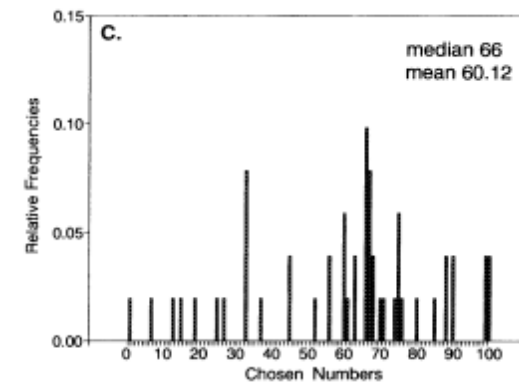 C.
median 66
mean 60.12
Relative Frequencies
0.15
0.10
0.05
0.00
0 10 20 30 40 50 60 70 80 90 100
Chosen Numbers